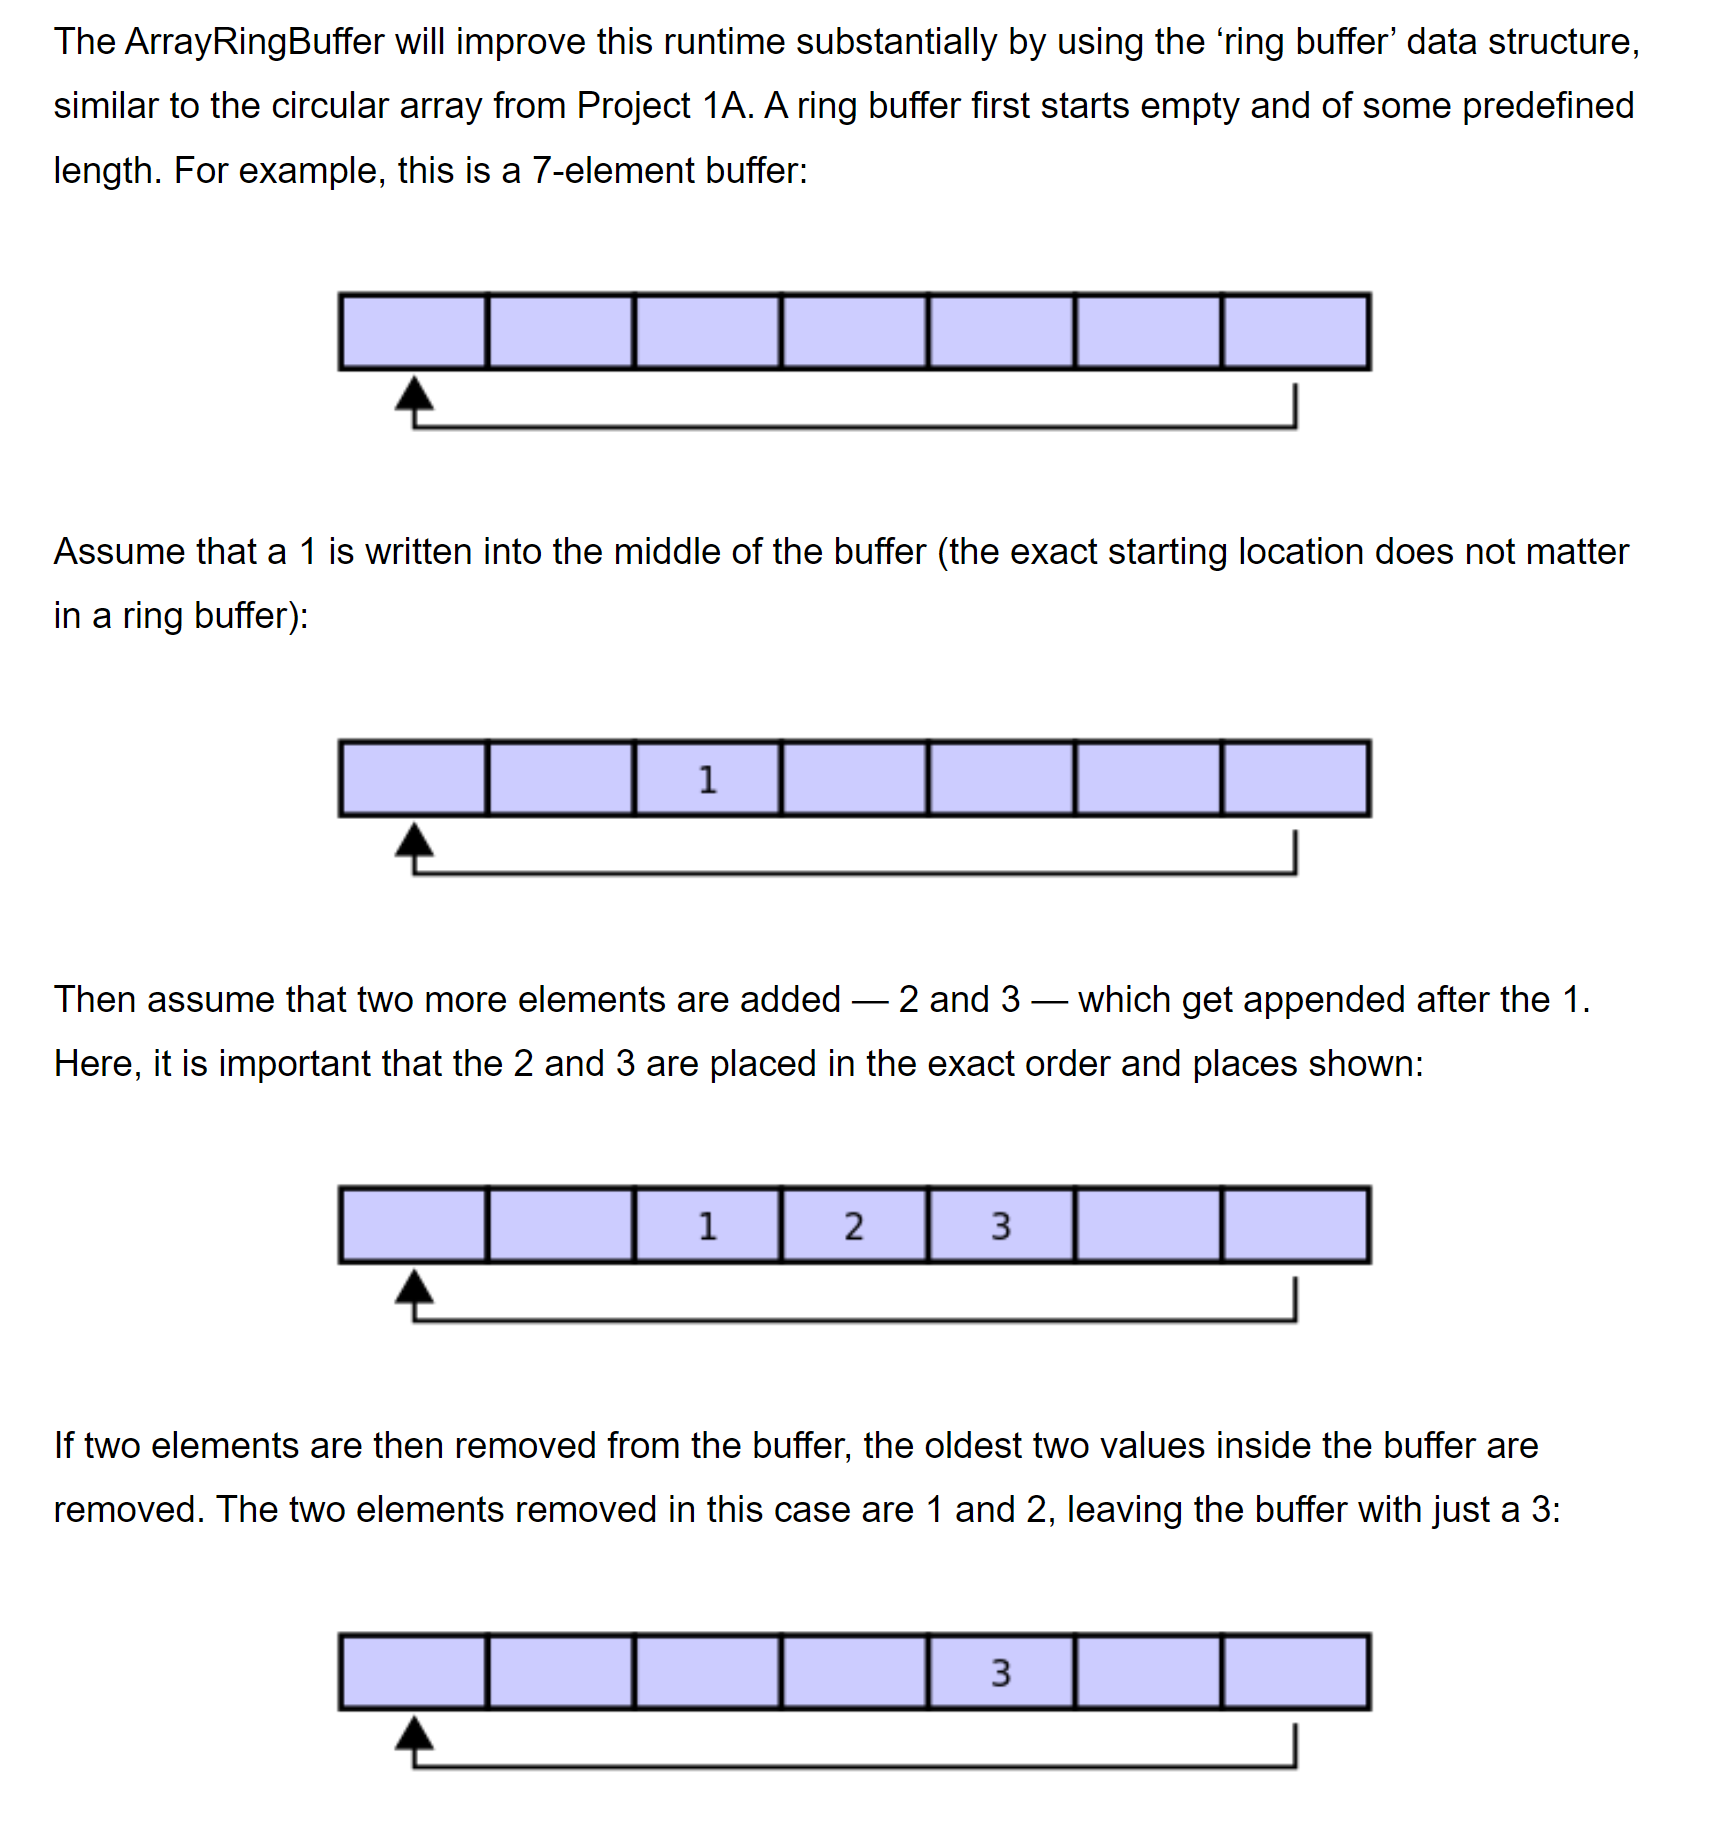 The ArrayRingBuffer will improve this runtime substantially by using the ‘ring buffer’ data structure,
similar to the circular array from Project 1A. A ring buffer first starts empty and of some predefined
length. For example, this is a 7-element buffer:
Assume that a 1 is written into the middle of the buffer (the exact starting location does not matter
in a ring buffer):
1
Then assume that two more elements are added — 2 and 3 — which get appended after the 1.
Here, it is important that the 2 and 3 are placed in the exact order and places shown:
1 2 3
If two elements are then removed from the buffer, the oldest two values inside the buffer are
removed. The two elements removed in this case are 1 and 2, leaving the buffer with just a 3:
3